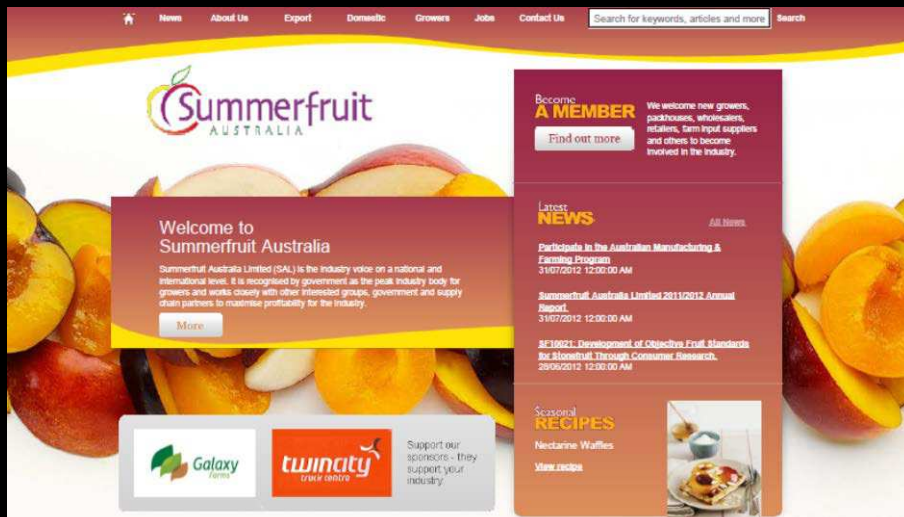 News About Us Export Domestic Growers Jobs Contact Us Search for keywords, articles and more Search
Summerfruit
AUSTRALIA
Become
A MEMBER
Find out more
We welcome new growers,
packhouses, wholesalers,
retailers, farm input suppliers
and others to become
involved in the industry.
Welcome to
Summerfruit Australia
Summerfruit Australia Limited (SAL) is the industry voice on a national and
international level. It is recognised by government as the peak industry body for
growers and works closely with other interested groups, government and supply
chain partners to maximise profitability for the industry.
More
Latest
NEWS
All News
Participate in the Australian Manufacturing &
Farming Program
31/07/2012 12:00:00 AM
Summerfruit Australia Limited 2011/2012 Annual
Report
31/07/2012 12:00:00 AM
SF10021: Development of Objective Fruit Standards
for Stonefruit Through Consumer Research.
28/06/2012 12:00:00 AM
Seasonal
RECIPES
Nectarine Waffles
View recipe
Galaxy
farms
twincity
truck centre
Support our
sponsors - they
support your
industry.